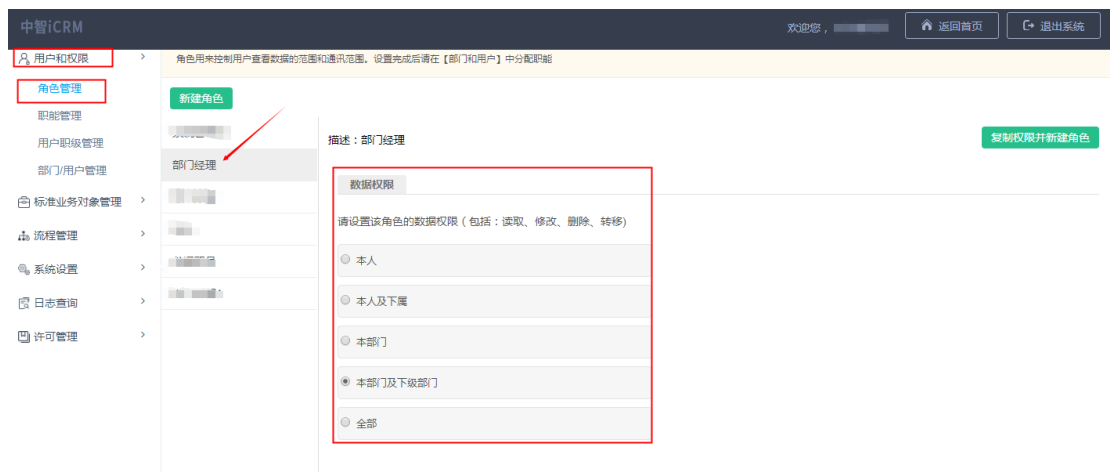 中智iCRM
欢迎您，
返回首页
退出系统
用户和权限
角色管理
职能管理
用户职级管理
部门/用户管理
标准业务对象管理
流程管理
系统设置
日志查询
许可管理
角色用来控制用户查看数据的范围和通讯范围。设置完成后请在【部门和用户】中分配职能
新建角色
部门经理
描述：部门经理
复制权限并新建角色
数据权限
请设置该角色的数据权限（包括：读取、修改、删除、转移)
本人
本人及下属
本部门
本部门及下级部门
全部